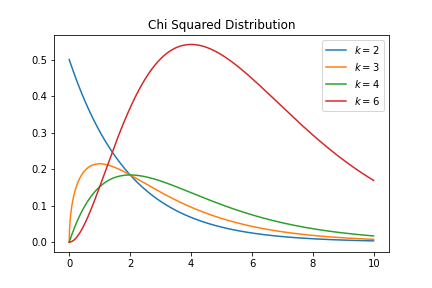 Chi Squared Distribution
0.5
0.4
0.3
0.2
0.1
0.0
0 2 4 6 8 10
k = 2
k = 3
k = 4
k = 6